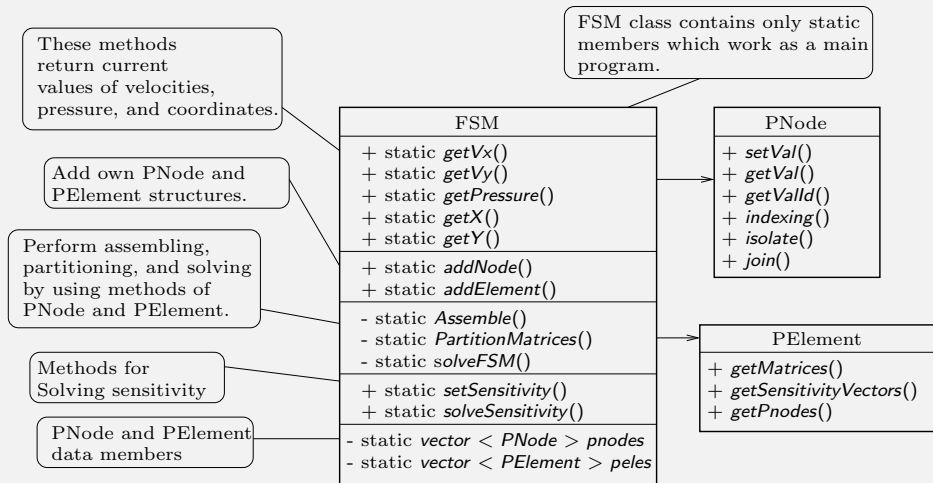 FSM class contains only static
members which work as a main
program.
These methods
return current
values of velocities,
pressure, and coordinates.
Add own PNode and
PElement structures.
Perform assembling,
partitioning, and solving
by using methods of
PNode and PElement.
Methods for
Solving sensitivity
PNode and PElement
data members
FSM
+ static getVx()
+ static getVy()
+ static getPressure()
+ static getX()
+ static getY()
+ static addNode()
+ static addElement()
- static Assemble()
- static PartitionMatrices()
- static solveFSM()
+ static setSensitivity()
+ static solveSensitivity()
- static vector < PNode > pnodes
- static vector < PElement > peles
PNode
+ setVal()
+ getVal()
+ getValId()
+ indexing()
+ isolate()
+ join()
PElement
+ getMatrices()
+ getSensitivityVectors()
+ getPnodes()